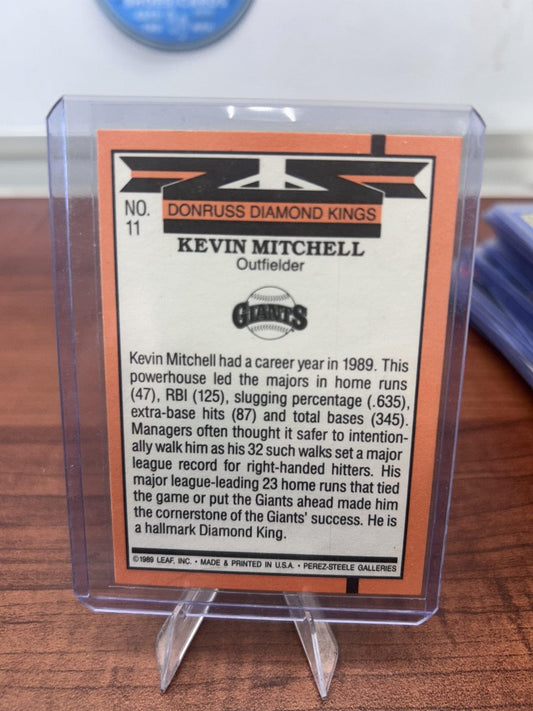 NO.
11
DONRUSS DIAMOND KINGS
KEVIN MITCHELL
Outfielder
GIANTS
Kevin Mitchell had a career year in 1989. This
powerhouse led the majors in home runs
(47), RBI (125), slugging percentage (.635),
extra-base hits (87) and total bases (345).
Managers often thought it safer to intention-
ally walk him as his 32 such walks set a major
league record for right-handed hitters. His
major league-leading 23 home runs that tied
the game or put the Giants ahead made him
the cornerstone of the Giants' success. He is
a hallmark Diamond King.
©1989 LEAF, INC. • MADE & PRINTED IN U.S.A. • PEREZ-STEELE GALLERIES